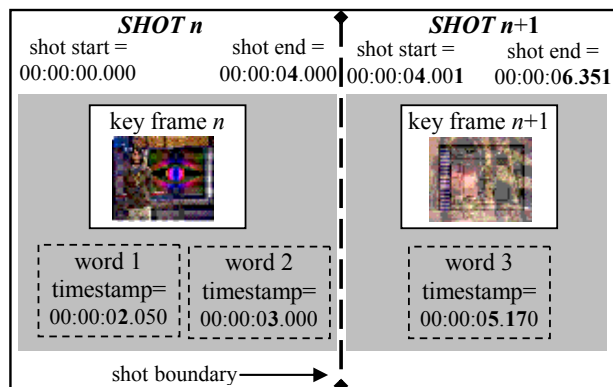 SHOT n
shot start =
00:00:00.000
shot end =
00:00:04.000
key frame n
word 1
timestamp=
00:00:02.050
word 2
timestamp=
00:00:03.000
SHOT n+1
shot start =
00:00:04.001
shot end =
00:00:06.351
key frame n+1
word 3
timestamp=
00:00:05.170
shot boundary